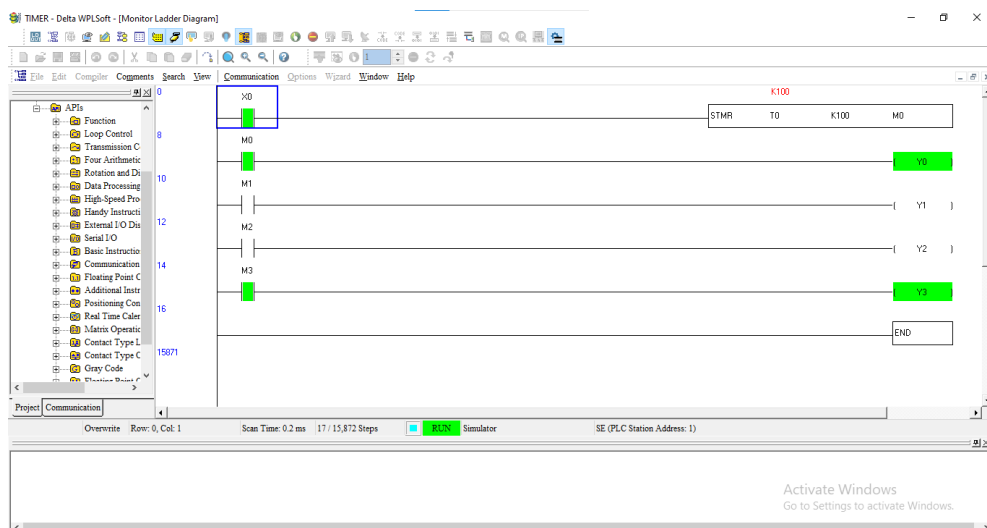 TIMER - Delta WPLSoft - [Monitor Ladder Diagram]
1
File Edit Compiler Comments Search View Communication Options Wizard Window Help
APIs
Function
Loop Control
Transmission C
Four Arithmetic
Rotation and Di
Data Processing
High-Speed Pro
Handy Instructi
External I/O Dis
Serial I/O
Basic Instructio
Communication
Floating Point C
Additional Instr
Positioning Con
Real Time Caler
Matrix Operatic
Contact Type L
Contact Type C
Gray Code
Project Communication
0
X0
K100
STMR T0 K100 M0
8
M0
Y0
10
M1
Y1
12
M2
Y2
14
M3
Y3
16
END
15871
Overwrite Row: 0, Col: 1 Scan Time: 0.2 ms 17 / 15,872 Steps RUN Simulator SE (PLC Station Address: 1)
Activate Windows
Go to Settings to activate Windows.